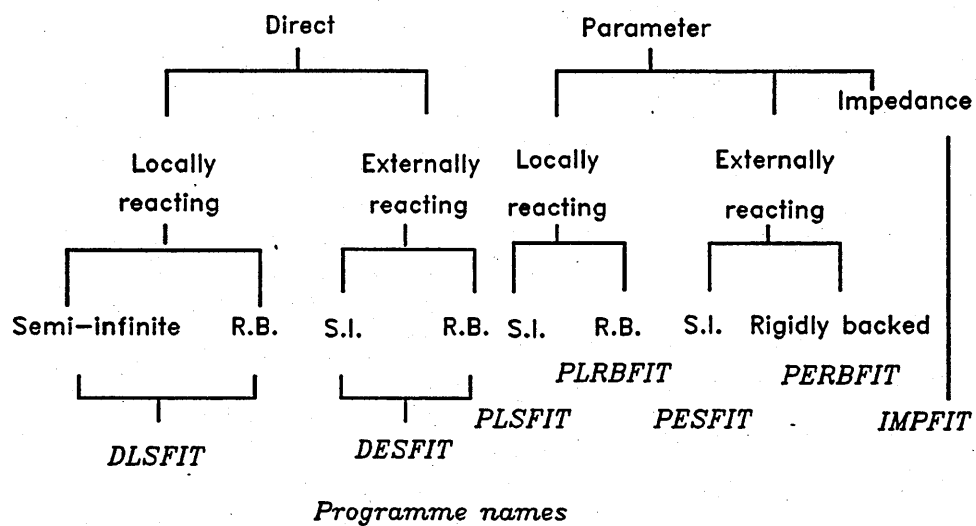 Direct Parameter
Impedance
Locally Externally Locally Externally
reacting reacting reacting reacting
Semi-infinite R.B. S.I. R.B. S.I. R.B. S.I. Rigidly backed
PLRBFIT PERBFIT
PLSFIT PESFIT IMPFIT
DLSFIT DESFIT
Programme names